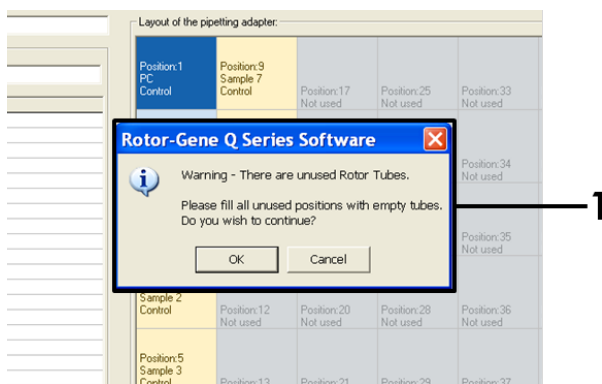 Layout of the pipetting adapter:
Position:1
PC
Control
Position:9
Sample 7
Control
Position:17
Not used
Position:25
Not used
Position:33
Not used
Rotor-Gene Q Series Software
Warning - There are unused Rotor Tubes.
Please fill all unused positions with empty tubes.
Do you wish to continue?
OK
Cancel
1
Position:34
Not used
Position:35
Not used
Sample 2
Control
Position:12
Not used
Position:20
Not used
Position:28
Not used
Position:36
Not used
Position:5
Sample 3
Control
Position:13
Position:21
Position:29
Position:37